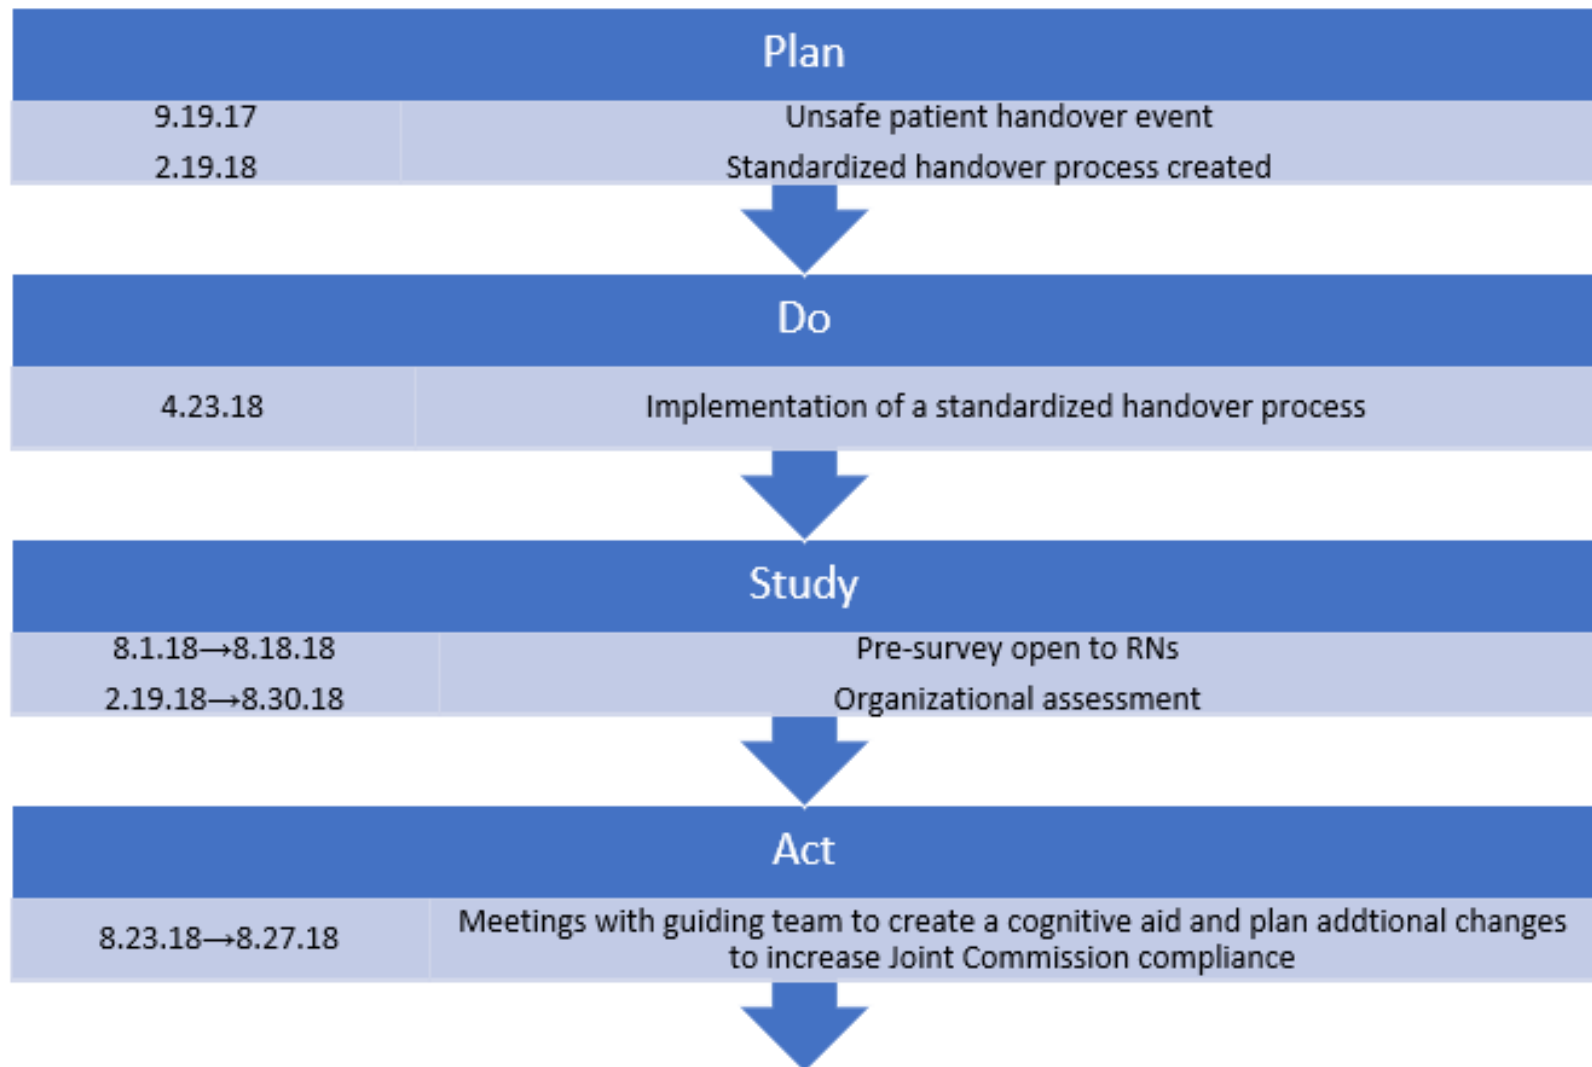 Plan
9.19.17 Unsafe patient handover event
2.19.18 Standardized handover process created
Do
4.23.18 Implementation of a standardized handover process
Study
8.1.18→8.18.18 Pre-survey open to RNs
2.19.18→8.30.18 Organizational assessment
Act
8.23.18→8.27.18 Meetings with guiding team to create a cognitive aid and plan addtional changes
to increase Joint Commission compliance